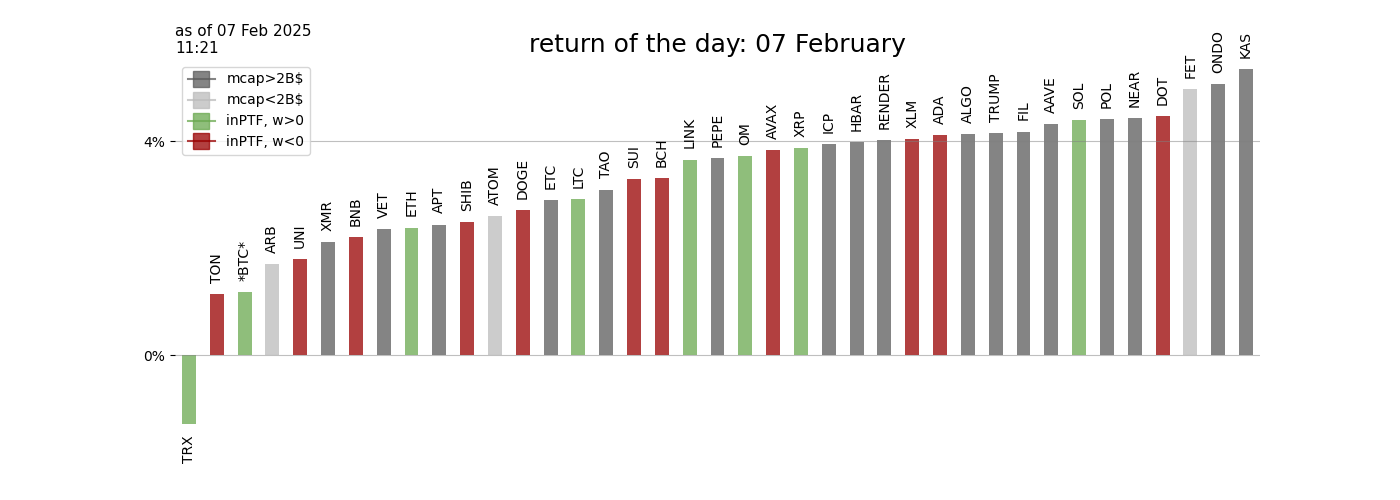 as of 07 Feb 2025
11:21
return of the day: 07 February
mcap>2B$
mcap<2B$
inPTF, w>0
inPTF, w<0
4%
0%
TRX
TON
*BTC*
ARB
UNI
XMR
BNB
VET
ETH
APT
SHIB
ATOM
DOGE
ETC
LTC
TAO
SUI
BCH
LINK
PEPE
OM
AVAX
XRP
ICP
HBAR
RENDER
XLM
ADA
ALGO
TRUMP
FIL
AAVE
SOL
POL
NEAR
DOT
FET
ONDO
KAS